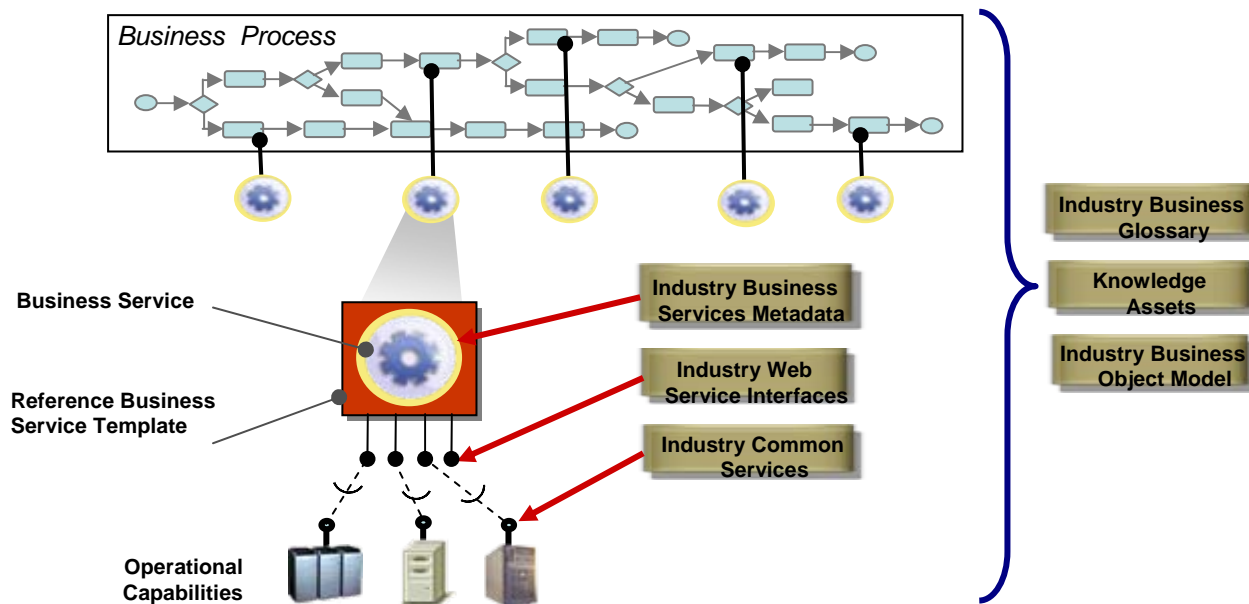 Business Process
Industry Business
Glossary
Knowledge
Assets
Industry Business
Object Model
Business Service
Reference Business
Service Template
Industry Business
Services Metadata
Industry Web
Service Interfaces
Industry Common
Services
Operational
Capabilities